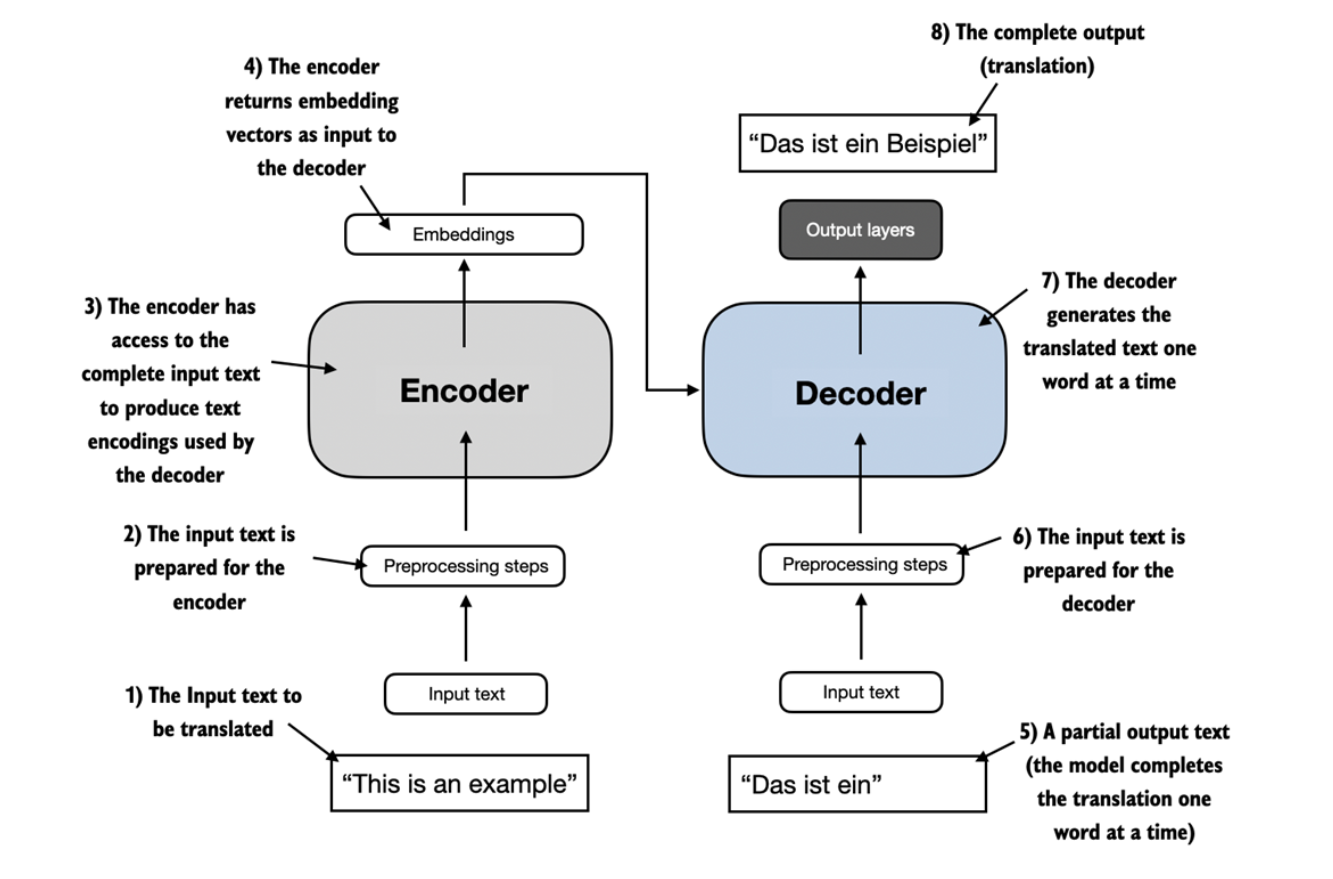 8) The complete output
(translation)
4) The encoder
returns embedding
vectors as input to
the decoder
“Das ist ein Beispiel”
Embeddings
Output layers
3) The encoder has
access to the
complete input text
to produce text
encodings used by
the decoder
Encoder
Decoder
7) The decoder
generates the
translated text one
word at a time
2) The input text is
prepared for the
encoder
Preprocessing steps
Preprocessing steps
6) The input text is
prepared for the
decoder
1) The Input text to
be translated
Input text
Input text
“This is an example”
“Das ist ein”
5) A partial output text
(the model completes
the translation one
word at a time)